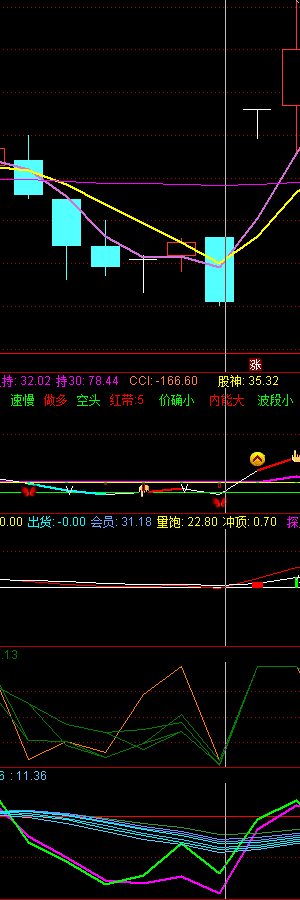 涨
持: 32.02 持30: 78.44 CCI: -166.60 股神: 35.32
速慢 做多 空头 红带:5 价确小 内能大 波段小
0.00 出货: -0.00 会员: 31.18 量饱: 22.80 冲顶: 0.70 探
.13
6 : 11.36